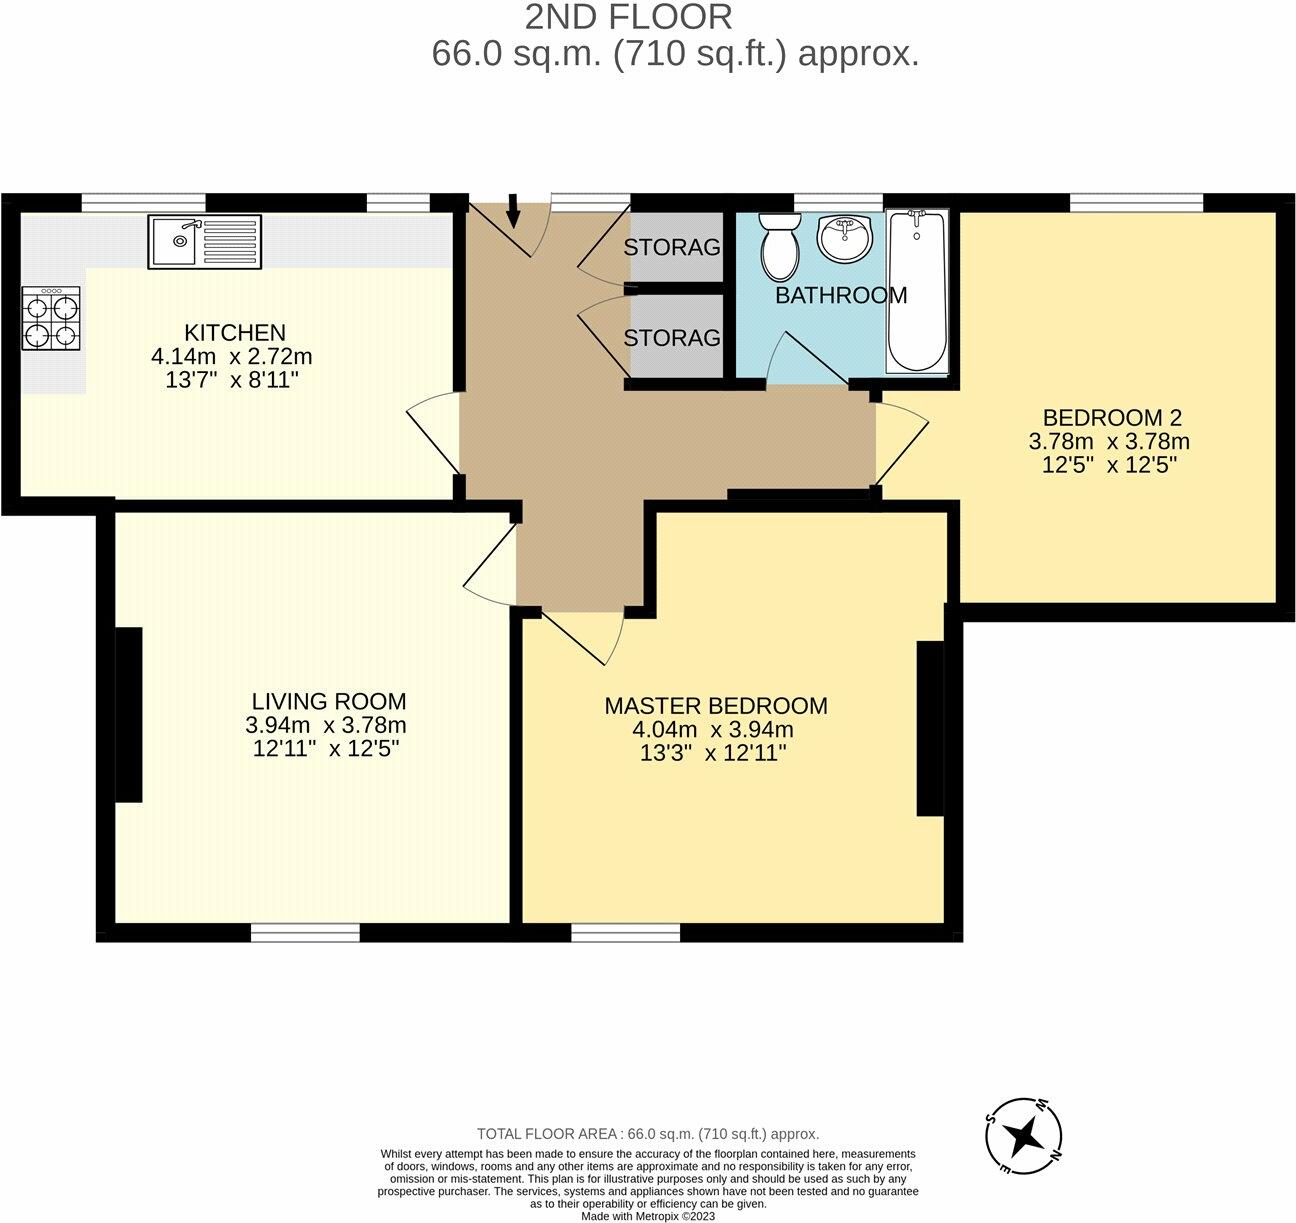 2ND FLOOR
66.0 sq.m. (710 sq.ft.) approx.
STORAG
BATHROOM
KITCHEN
4.14m x 2.72m
13'7" x 8'11"
STORAG
BEDROOM 2
3.78m x 3.78m
12'5" x 12'5"
LIVING ROOM
3.94m x 3.78m
12'11" x 12'5"
MASTER BEDROOM
4.04m x 3.94m
13'3" x 12'11"
S
W
E
N
TOTAL FLOOR AREA : 66.0 sq.m. (710 sq.ft.) approx.
Whilst every attempt has been made to ensure the accuracy of the floorplan contained here, measurements
of doors, windows, rooms and any other items are approximate and no responsibility is taken for any error,
omission or mis-statement. This plan is for illustrative purposes only and should be used as such by any
prospective purchaser. The services, systems and appliances shown have not been tested and no guarantee
as to their operability or efficiency can be given.
Made with Metropix ©2023